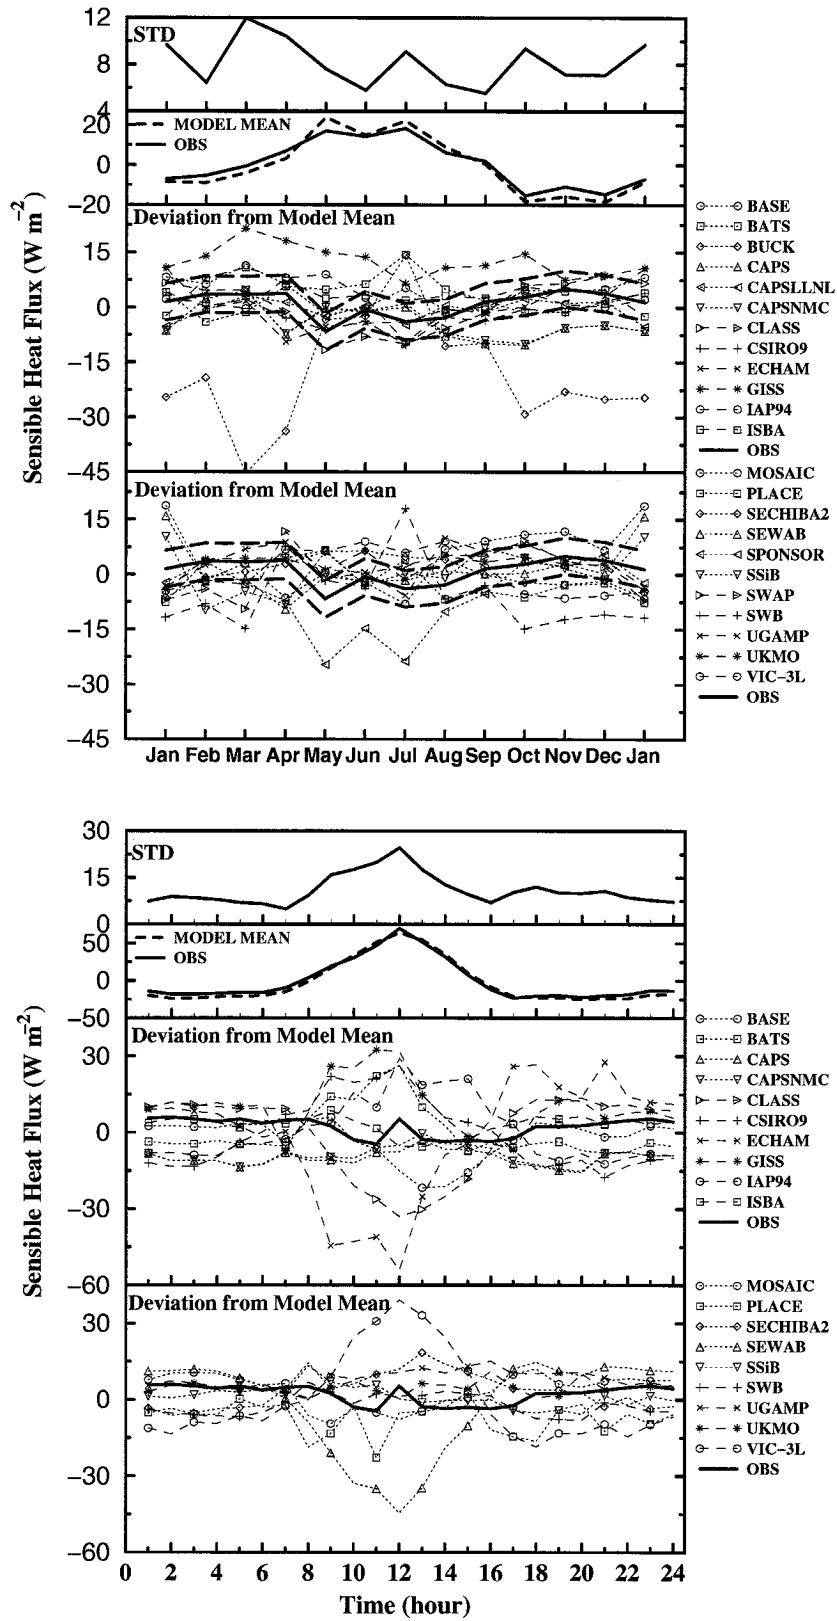 12
STD
8
4
20
MODEL MEAN
OBS
0
−20
Deviation from Model Mean
15
0
−15
−30
−45
Deviation from Model Mean
15
0
−15
−30
−45
Sensible Heat Flux (W m−2)
BASE
BATS
BUCK
CAPS
CAPSLLNL
CAPSNMC
CLASS
CSIRO9
ECHAM
GISS
IAP94
ISBA
OBS
MOSAIC
PLACE
SECHIBA2
SEWAB
SPONSOR
SSiB
SWAP
SWB
UGAMP
UKMO
VIC−3L
OBS
Jan Feb Mar Apr May Jun Jul Aug Sep Oct Nov Dec Jan
30
STD
15
0
50
MODEL MEAN
OBS
0
−50
Deviation from Model Mean
30
0
−30
−60
Deviation from Model Mean
30
0
−30
−60
Sensible Heat Flux (W m−2)
BASE
BATS
CAPS
CAPSNMC
CLASS
CSIRO9
ECHAM
GISS
IAP94
ISBA
OBS
MOSAIC
PLACE
SECHIBA2
SEWAB
SSiB
SWB
UGAMP
UKMO
VIC−3L
OBS
0 2 4 6 8 10 12 14 16 18 20 22 24
Time (hour)